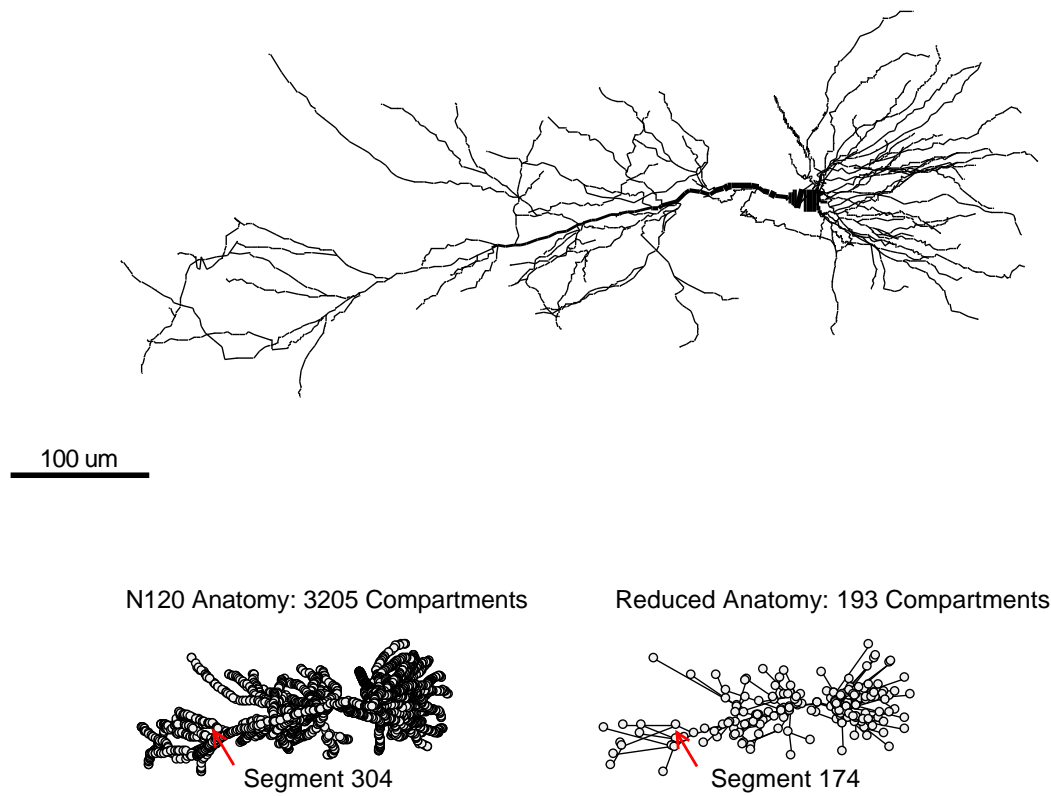 100 um
N120 Anatomy: 3205 Compartments
Reduced Anatomy: 193 Compartments
Segment 304
Segment 174